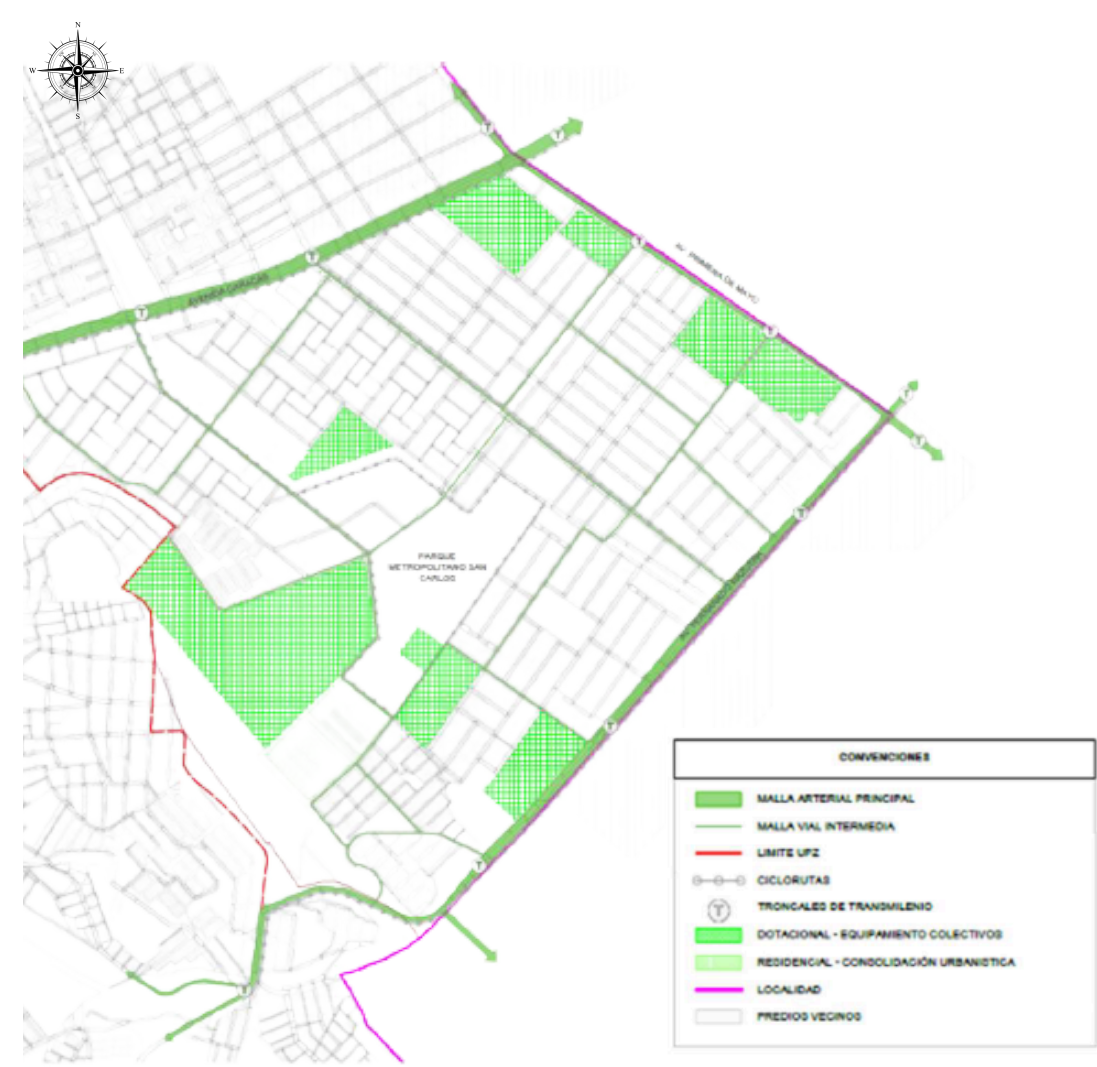 N
W
E
S
T
T
T
AV. PRIMERA DE MAYO
T
AVENIDA CARACAS
T
T
T
T
T
PARQUE
METROPOLITANO SAN
CARLOS
T
CONVENCIONES
MALLA ARTERIAL PRINCIPAL
MALLA VIAL INTERMEDIA
LIMITE UPZ
T
CICLORUTAS
T
TRONCALES DE TRANSMILENIO
DOTACIONAL - EQUIPAMIENTO COLECTIVOS
RESIDENCIAL - CONSOLIDACIÓN URBANISTICA
LOCALIDAD
T
PREDIOS VECINOS